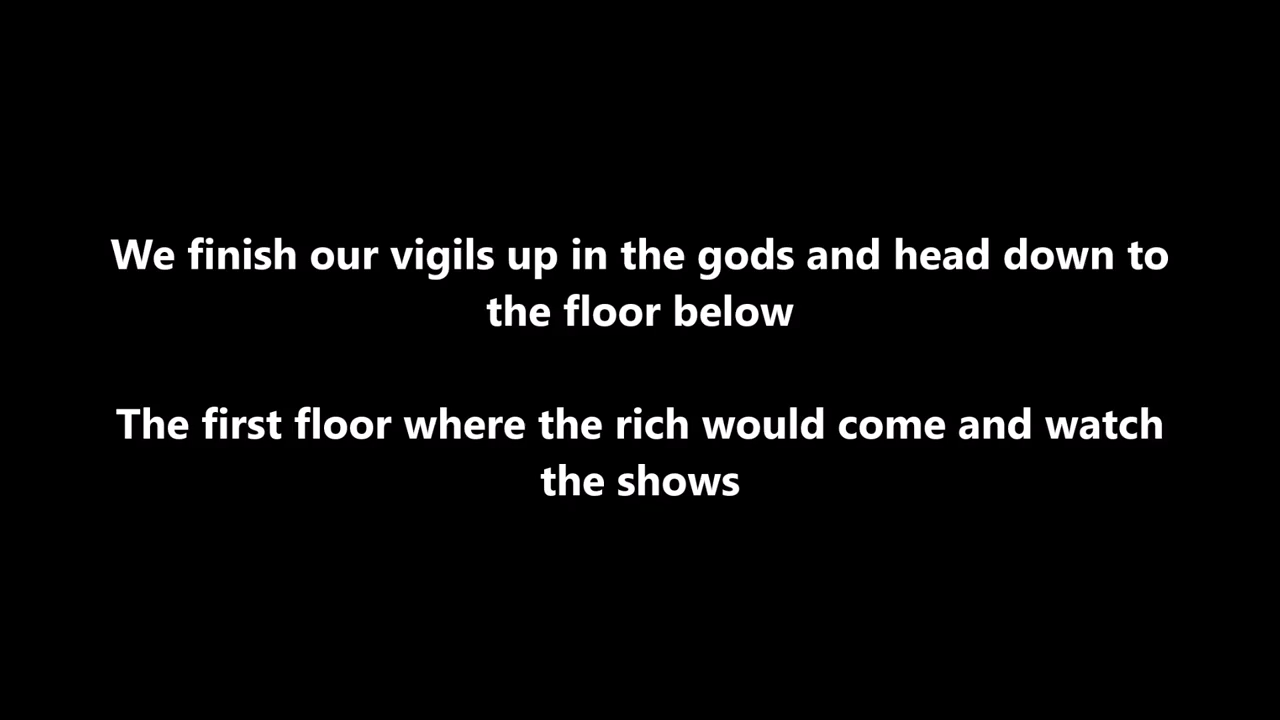 We finish our vigils up in the gods and head down to
the floor below
The first floor where the rich would come and watch
the shows